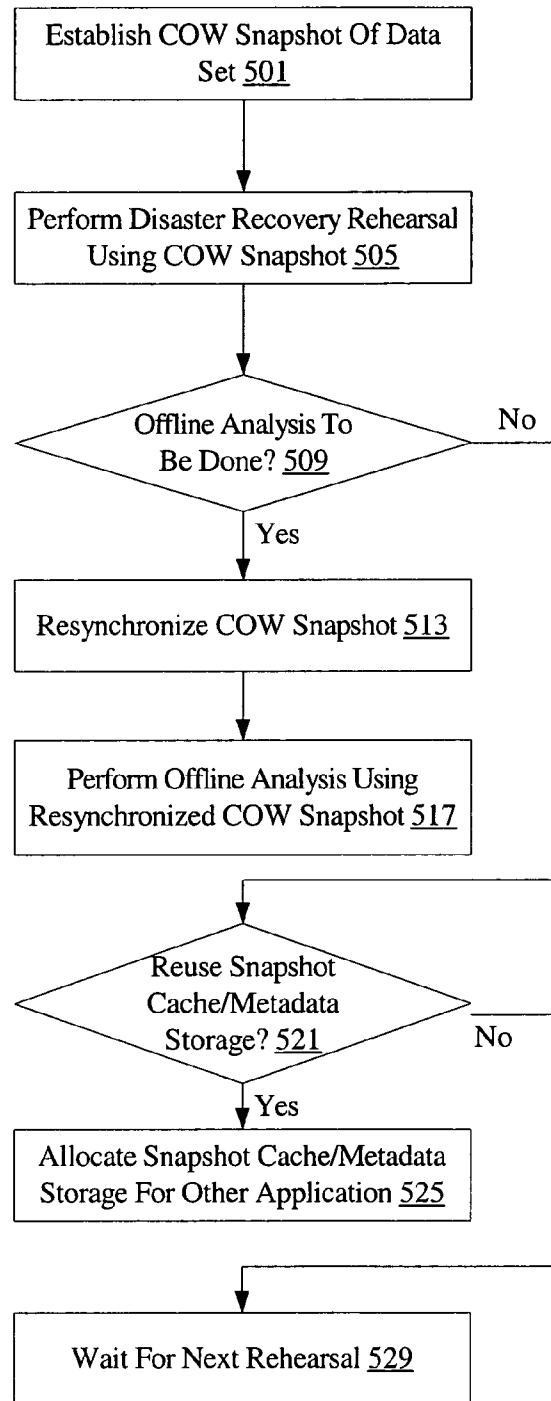 Establish COW Snapshot Of Data
Set 501
Perform Disaster Recovery Rehearsal
Using COW Snapshot 505
Offline Analysis To
Be Done? 509
No
Yes
Resynchronize COW Snapshot 513
Perform Offline Analysis Using
Resynchronized COW Snapshot 517
Reuse Snapshot
Cache/Metadata
Storage? 521
No
Yes
Allocate Snapshot Cache/Metadata
Storage For Other Application 525
Wait For Next Rehearsal 529